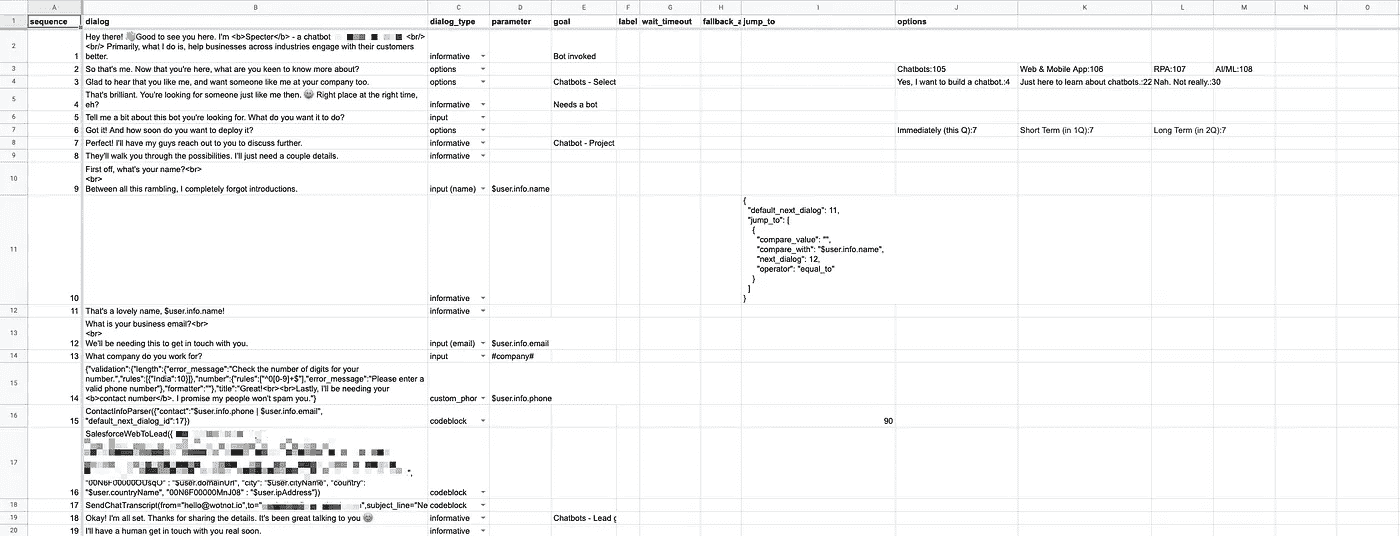 A B C D E F G H I J K L M N O
1 sequence dialog dialog_type parameter goal label wait_timeout fallback_a jump_to options
Hey there! 👋Good to see you here. I'm <b>Specter</b> - a chatbot <br/>
<br/> Primarily, what I do is, help businesses across industries engage with their customers
2 1 better. informative Bot invoked
3 2 So that's me. Now that you're here, what are you keen to know more about? options Chatbots:105 Web & Mobile App:106 RPA:107 AI/ML:108
4 3 Glad to hear that you like me, and want someone like me at your company too. options Chatbots - Select Yes, I want to build a chatbot.:4 Just here to learn about chatbots.:22 Nah. Not really.:30
That's brilliant. You're looking for someone just like me then. Right place at the right time,
5 4 eh? informative Needs a bot
6 5 Tell me a bit about this bot you're looking for. What do you want it to do? input
7 6 Got it! And how soon do you want to deploy it? options Immediately (this Q):7 Short Term (in 1Q):7 Long Term (in 2Q):7
8 7 Perfect! I'll have my guys reach out to you to discuss further. informative Chatbot - Project
9 8 They'll walk you through the possibilities. I'll just need a couple details. informative
First off, what's your name?<br>
<br>
10 9 Between all this rambling, I completely forgot introductions. input (name) $user.info.name
{
"default_next_dialog": 11,
"jump_to": [
{
"compare_value": "",
"compare_with": "$user.info.name",
"next_dialog": 12,
"operator": "equal_to"
}
]
11 10 informative }
12 11 That's a lovely name, $user.info.name! informative
What is your business email?<br>
<br>
13 12 We'll be needing this to get in touch with you. input (email) $user.info.email
14 13 What company do you work for? input #company#
{"validation":{"length":{"error_message":"Check the number of digits for your
number.","rules":[{"India":10}]},"number":{"rules":["^0[0-9]+$"],"error_message":"Please enter a
valid phone number"},"formatter":""},"title":"Great!<br><br>Lastly, I'll be needing your
15 14 <b>contact number</b>. I promise my people won't spam you."} custom_phor $user.info.phone
ContactInfoParser({"contact":"$user.info.phone | $user.info.email",
16 15 "default_next_dialog_id":17}) codeblock 90
SalesforceWebToLead({
",
: "$user.domainUrl", "city": "$user.cityName", "country":
17 16 "$user.countryName", "00N6F00000MnJ08" : "$user.ipAddress"}) codeblock
18 17 SendChatTranscript(from="hello@wotnot.io",to=" ",subject_line="Ne codeblock
19 18 Okay! I'm all set. Thanks for sharing the details. It's been great talking to you informative Chatbots - Lead g
20 19 I'll have a human get in touch with you real soon. informative